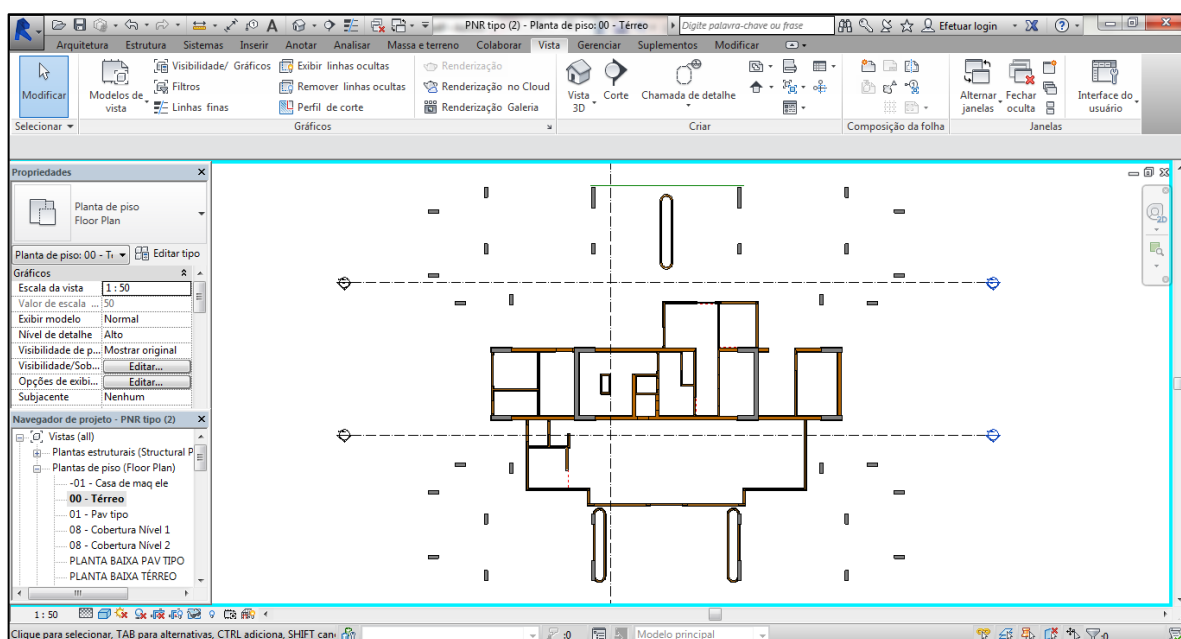 PNR tipo (2) - Planta de piso: 00 - Térreo
Digite palavra-chave ou frase
Efetuar login
Arquitetura Estrutura Sistemas Inserir Anotar Analisar Massa e terreno Colaborar Vista Gerenciar Suplementos Modificar
Modificar
Modelos de vista
Visibilidade/ Gráficos
Filtros
Linhas finas
Exibir linhas ocultas
Remover linhas ocultas
Perfil de corte
Renderização
Renderização no Cloud
Renderização Galeria
Vista 3D
Corte
Chamada de detalhe
Alternar janelas
Fechar oculta
Interface do usuário
Selecionar Gráficos Criar Composição da folha Janelas
Propriedades
Planta de piso
Floor Plan
Planta de piso: 00 - T
Editar tipo
Gráficos
Escala da vista 1 : 50
Valor de escala ... 50
Exibir modelo Normal
Nível de detalhe Alto
Visibilidade de p... Mostrar original
Visibilidade/Sob... Editar...
Opções de exibi... Editar...
Subjacente Nenhum
Navegador de projeto - PNR tipo (2)
Vistas (all)
Plantas estruturais (Structural P
Plantas de piso (Floor Plan)
-01 - Casa de maq ele
00 - Térreo
01 - Pav tipo
08 - Cobertura Nível 1
08 - Cobertura Nível 2
PLANTA BAIXA PAV TIPO
PLANTA BAIXA TÉRREO
2D
1 : 50
Clique para selecionar, TAB para alternativas, CTRL adiciona, SHIFT can
:0
Modelo principal
:0